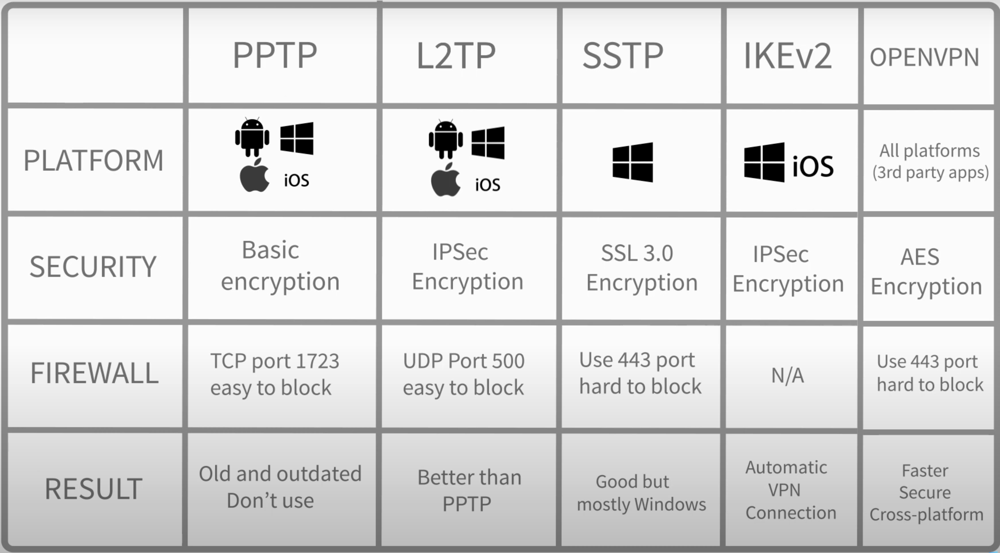 PPTP
L2TP
SSTP
IKEv2
OPENVPN
PLATFORM
iOS
iOS
iOS
All platforms
(3rd party apps)
SECURITY
Basic
encryption
IPSec
Encryption
SSL 3.0
Encryption
IPSec
Encryption
AES
Encryption
FIREWALL
TCP port 1723
easy to block
UDP Port 500
easy to block
Use 443 port
hard to block
N/A
Use 443 port
hard to block
RESULT
Old and outdated
Don’t use
Better than
PPTP
Good but
mostly Windows
Automatic
VPN
Connection
Faster
Secure
Cross-platform